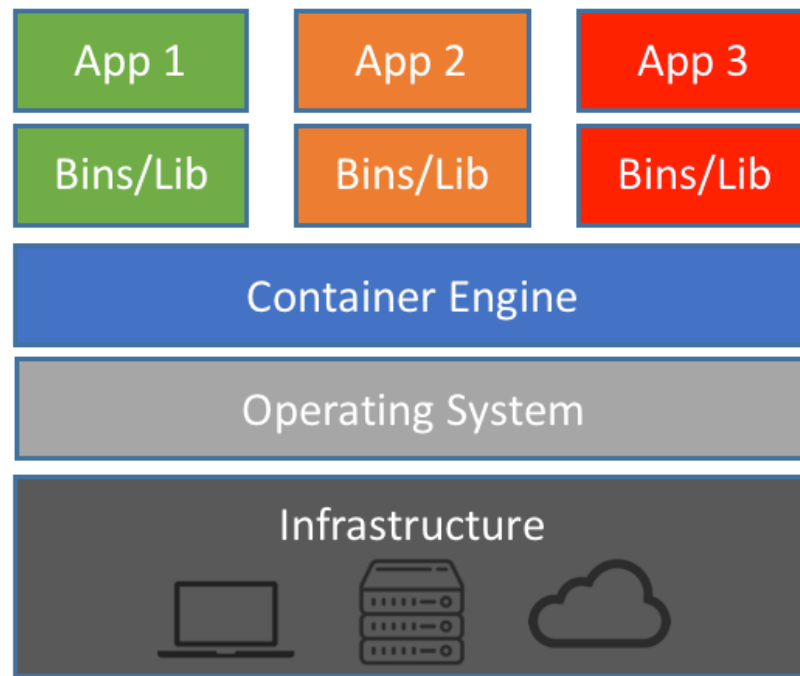 App 1
App 2
App 3
Bins/Lib
Bins/Lib
Bins/Lib
Container Engine
Operating System
Infrastructure